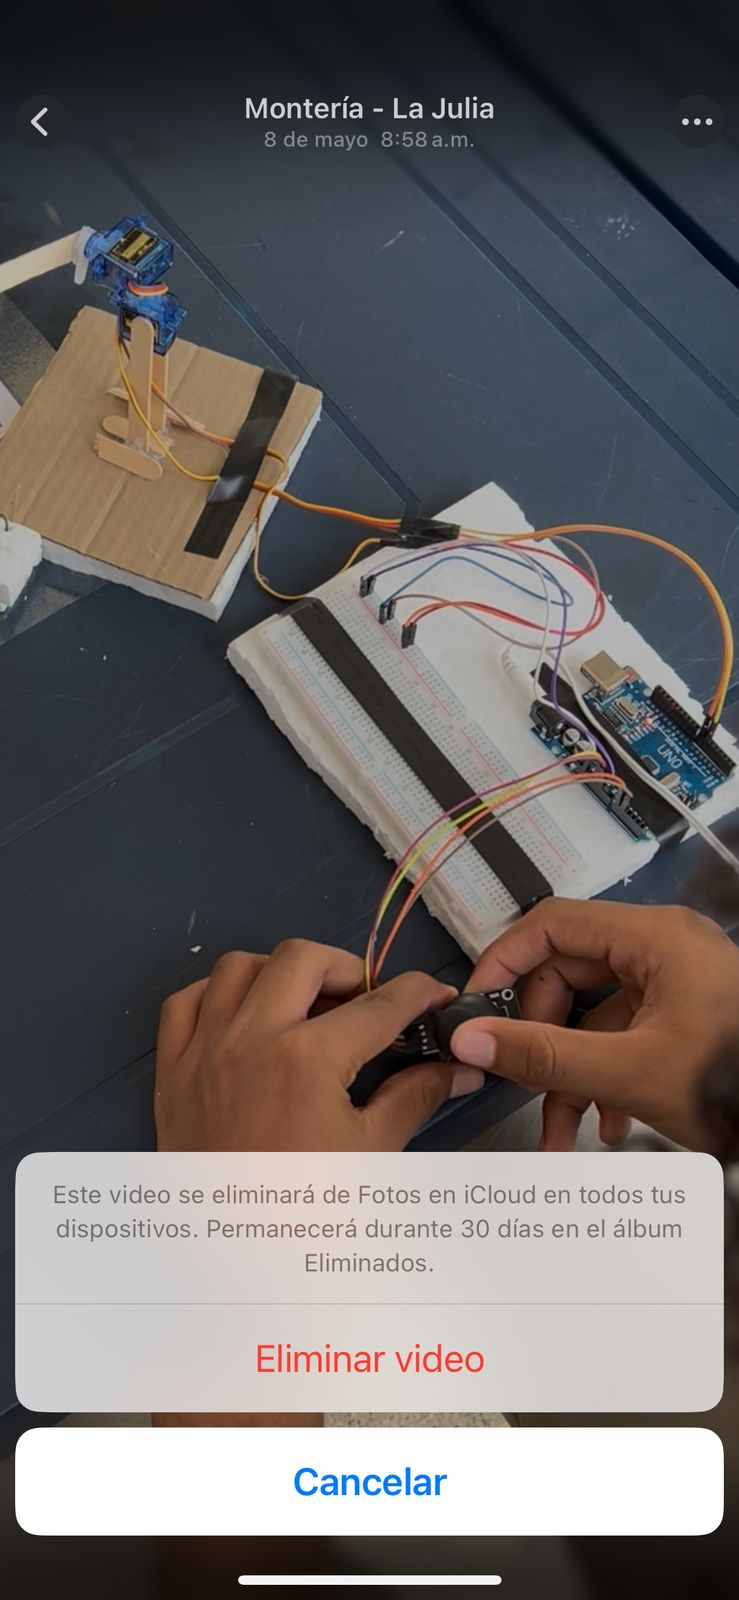 Montería - La Julia
8 de mayo 8:58 a.m.
UNO
Este video se eliminará de Fotos en iCloud en todos tus
dispositivos. Permanecerá durante 30 días en el álbum
Eliminados.
Eliminar video
Cancelar